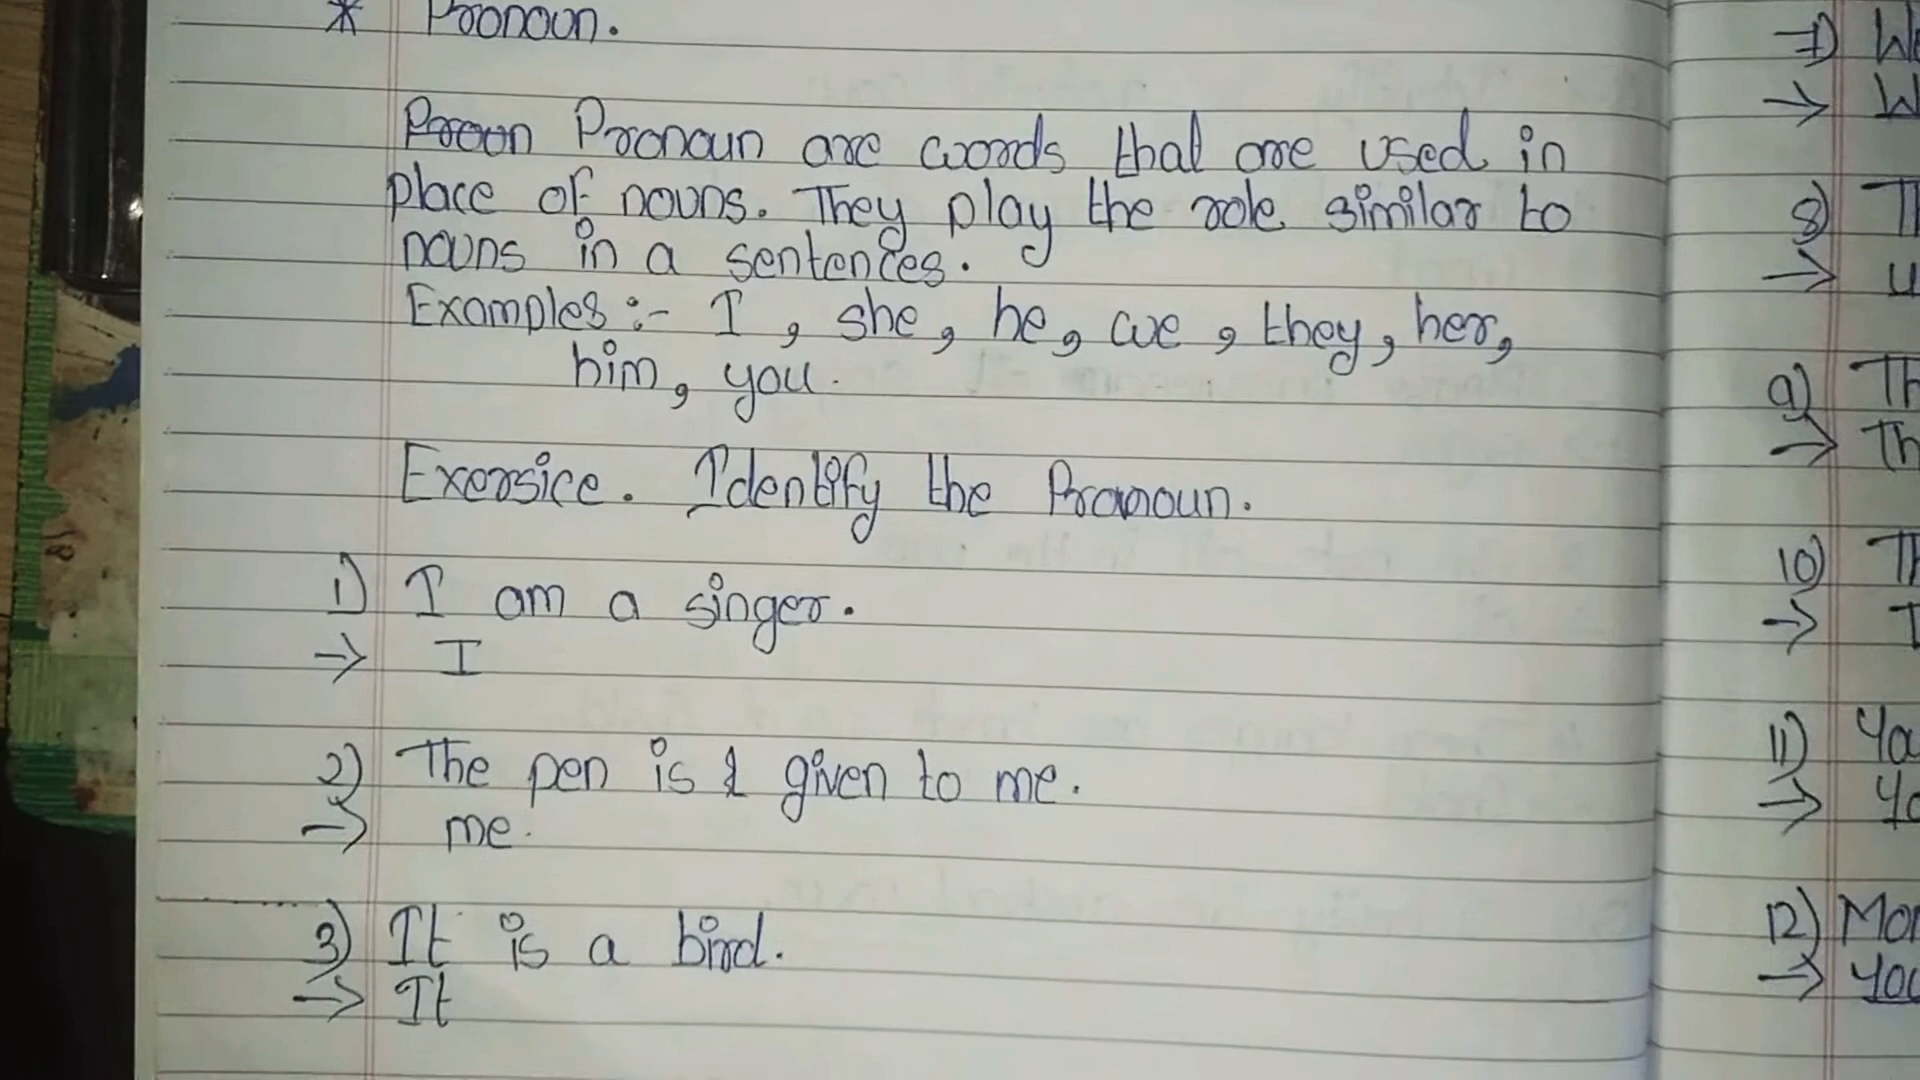 * Pronoun.
Pronoun are words that are used in
place of nouns. They play the role similar to
nouns in a sentences.
Examples :- I, she, he, we, they, her,
him, you.
Exersice. Identify the Pronoun.
1) I am a singer.
→ I
2) The pen is given to me.
→ me.
3) It is a bird.
→ It
7)
→
8)
→
9)
→
10)
→
11)
→
12)
→